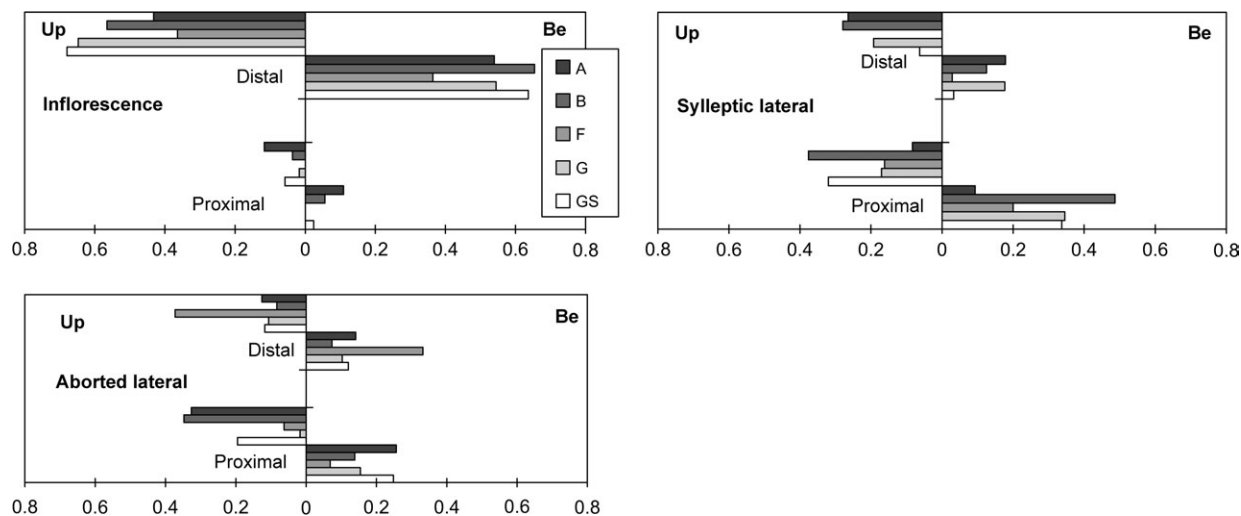 Up Be
Distal
Inflorescence
Proximal
0.8 0.6 0.4 0.2 0 0.2 0.4 0.6 0.8
A
B
F
G
GS
Up Be
Distal
Sylleptic lateral
Proximal
0.8 0.6 0.4 0.2 0 0.2 0.4 0.6 0.8
Up Be
Distal
Aborted lateral
Proximal
0.8 0.6 0.4 0.2 0 0.2 0.4 0.6 0.8